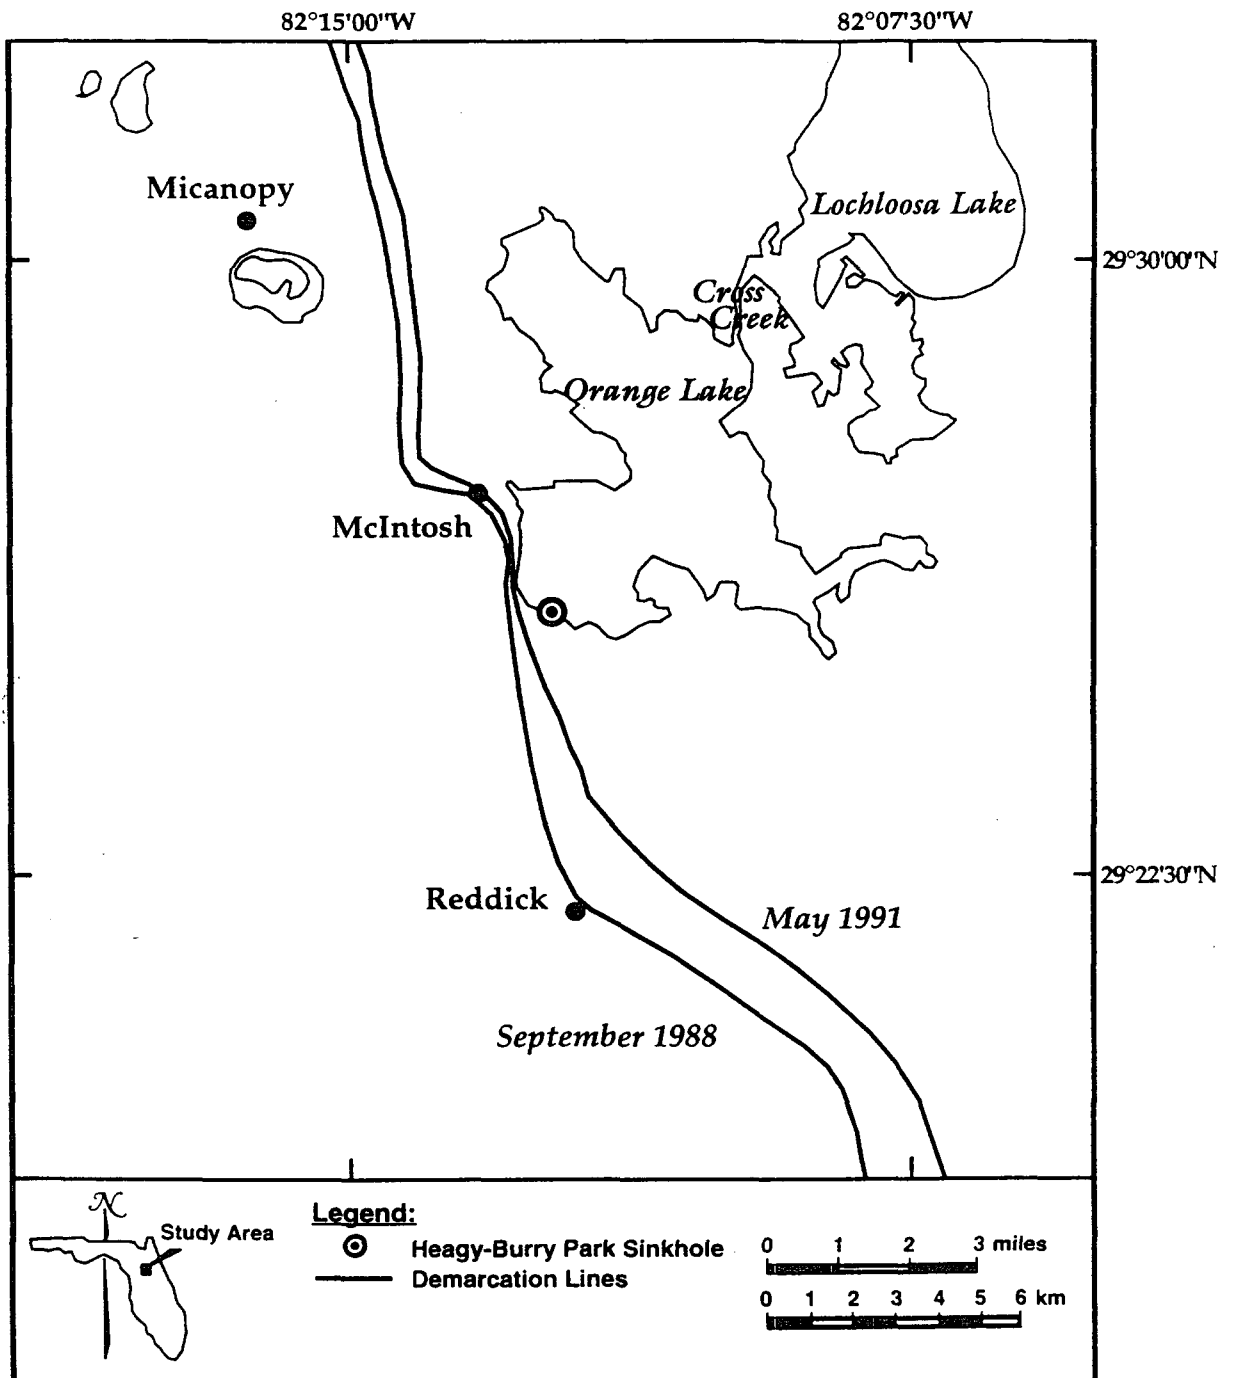 82°15'00"W
82°07'30"W
Micanopy
Lochloosa Lake
29°30'00"N
Cross
Creek
Orange Lake
McIntosh
29°22'30"N
Reddick
May 1991
September 1988
N
Study Area
Legend:
Heagy-Burry Park Sinkhole
Demarcation Lines
0 1 2 3 miles
0 1 2 3 4 5 6 km